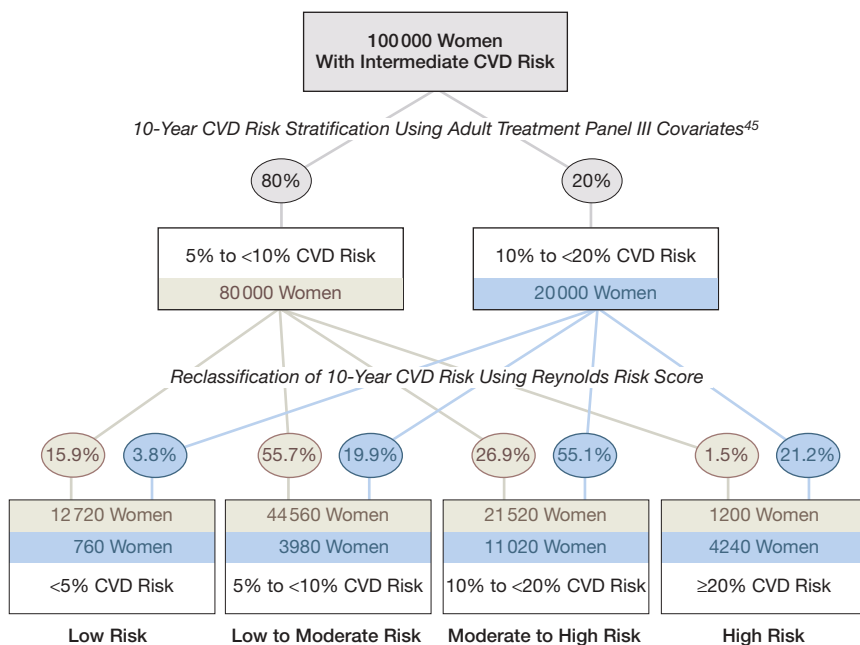 100 000 Women
With Intermediate CVD Risk
10-Year CVD Risk Stratification Using Adult Treatment Panel III Covariates45
80%
20%
5% to <10% CVD Risk
80 000 Women
10% to <20% CVD Risk
20 000 Women
Reclassification of 10-Year CVD Risk Using Reynolds Risk Score
15.9%
3.8%
55.7%
19.9%
26.9%
55.1%
1.5%
21.2%
12 720 Women
760 Women
<5% CVD Risk
Low Risk
44 560 Women
3980 Women
5% to <10% CVD Risk
Low to Moderate Risk
21 520 Women
11 020 Women
10% to <20% CVD Risk
Moderate to High Risk
1200 Women
4240 Women
≥20% CVD Risk
High Risk